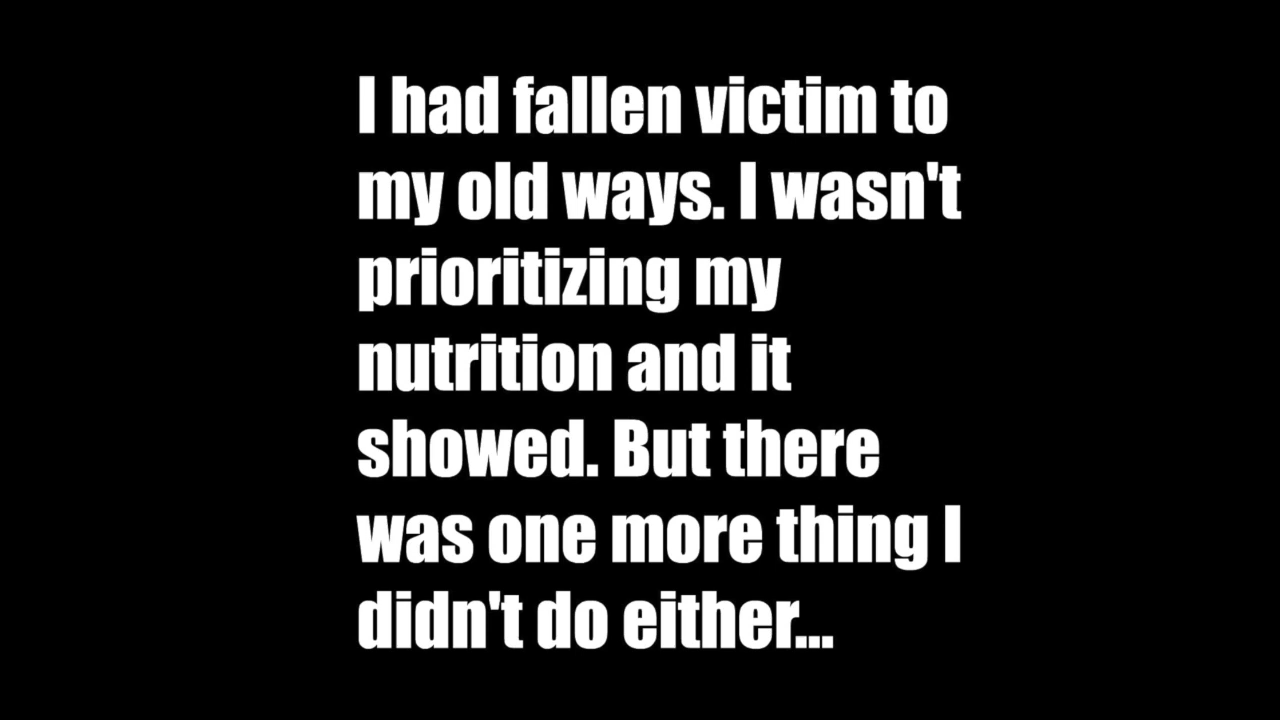 I had fallen victim to
my old ways. I wasn't
prioritizing my
nutrition and it
showed. But there
was one more thing I
didn't do either...